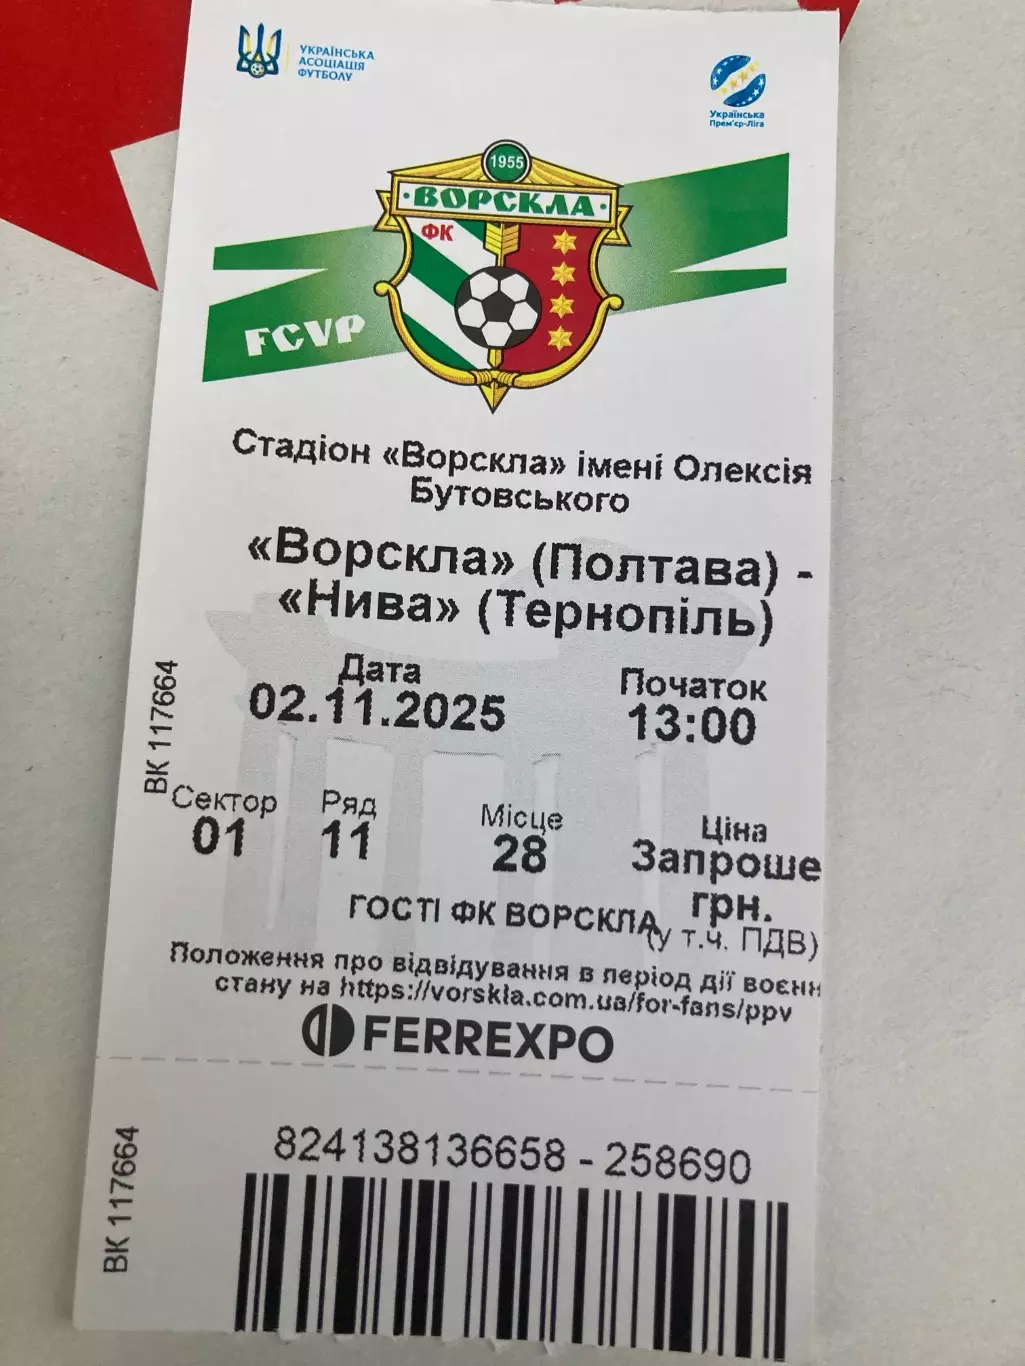 УКРАЇНСЬКА
АСОЦІАЦІЯ
ФУТБОЛУ
Українська
Прем'єр-Ліга
1955
·ВОРСКЛА·
ФК
FCVP
Стадіон «Ворскла» імені Олексія
Бутовського
«Ворскла» (Полтава) -
«Нива» (Тернопіль)
Дата
02.11.2025
Початок
13:00
ВК 117664
Сектор
01
Ряд
11
Місце
28
Ціна
Запроше
грн.
(у т.ч. ПДВ)
ГОСТІ ФК ВОРСКЛА
Положення про відвідування в період дії воєнн
стану на https://vorskla.com.ua/for-fans/ppv
FERREXPO
ВК 117664
824138136658 - 258690